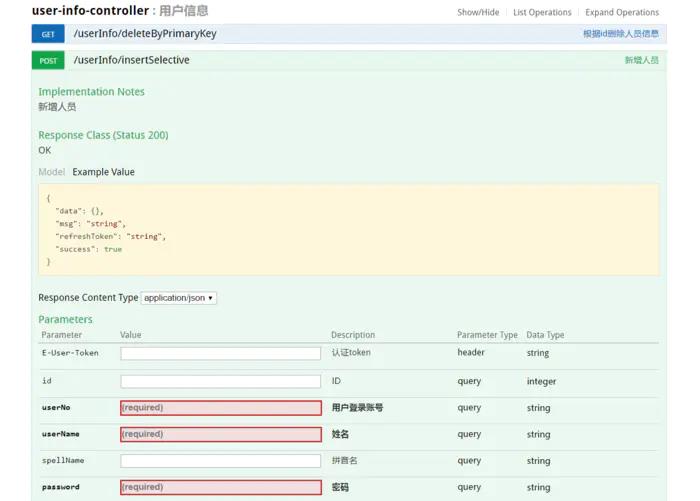 user-info-controller : 用户信息 Show/Hide List Operations Expand Operations
GET /userInfo/deleteByPrimaryKey 根据id删除人员信息
POST /userInfo/insertSelective 新增人员
Implementation Notes
新增人员
Response Class (Status 200)
OK
Model Example Value
{
"data": {},
"msg": "string",
"refreshToken": "string",
"success": true
}
Response Content Type application/json
Parameters
Parameter Value Description Parameter Type Data Type
E-User-Token 认证token header string
id ID query integer
userNo (required) 用户登录账号 query string
userName (required) 姓名 query string
spellName 拼音名 query string
password (required) 密码 query string